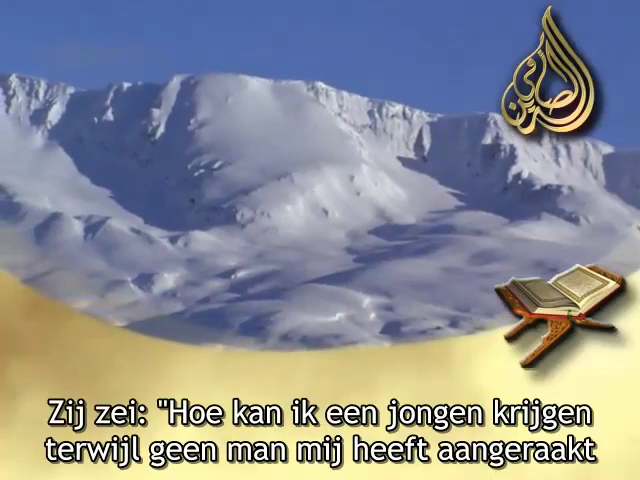 Zij zei: "Hoe kan ik een jongen krijgen
terwijl geen man mij heeft aangeraakt